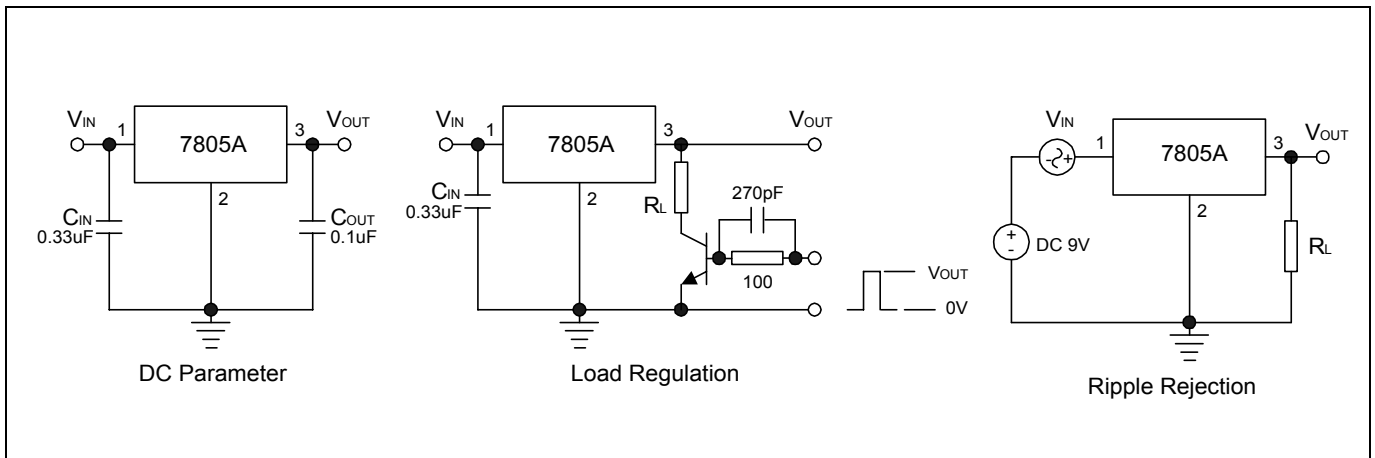 VIN
1
7805A
3
VOUT
2
CIN
0.33uF
COUT
0.1uF
DC Parameter
VIN
1
7805A
3
VOUT
2
CIN
0.33uF
RL
270pF
100
VOUT
0V
Load Regulation
VIN
-
+
1
7805A
3
VOUT
2
+
-
DC 9V
RL
Ripple Rejection